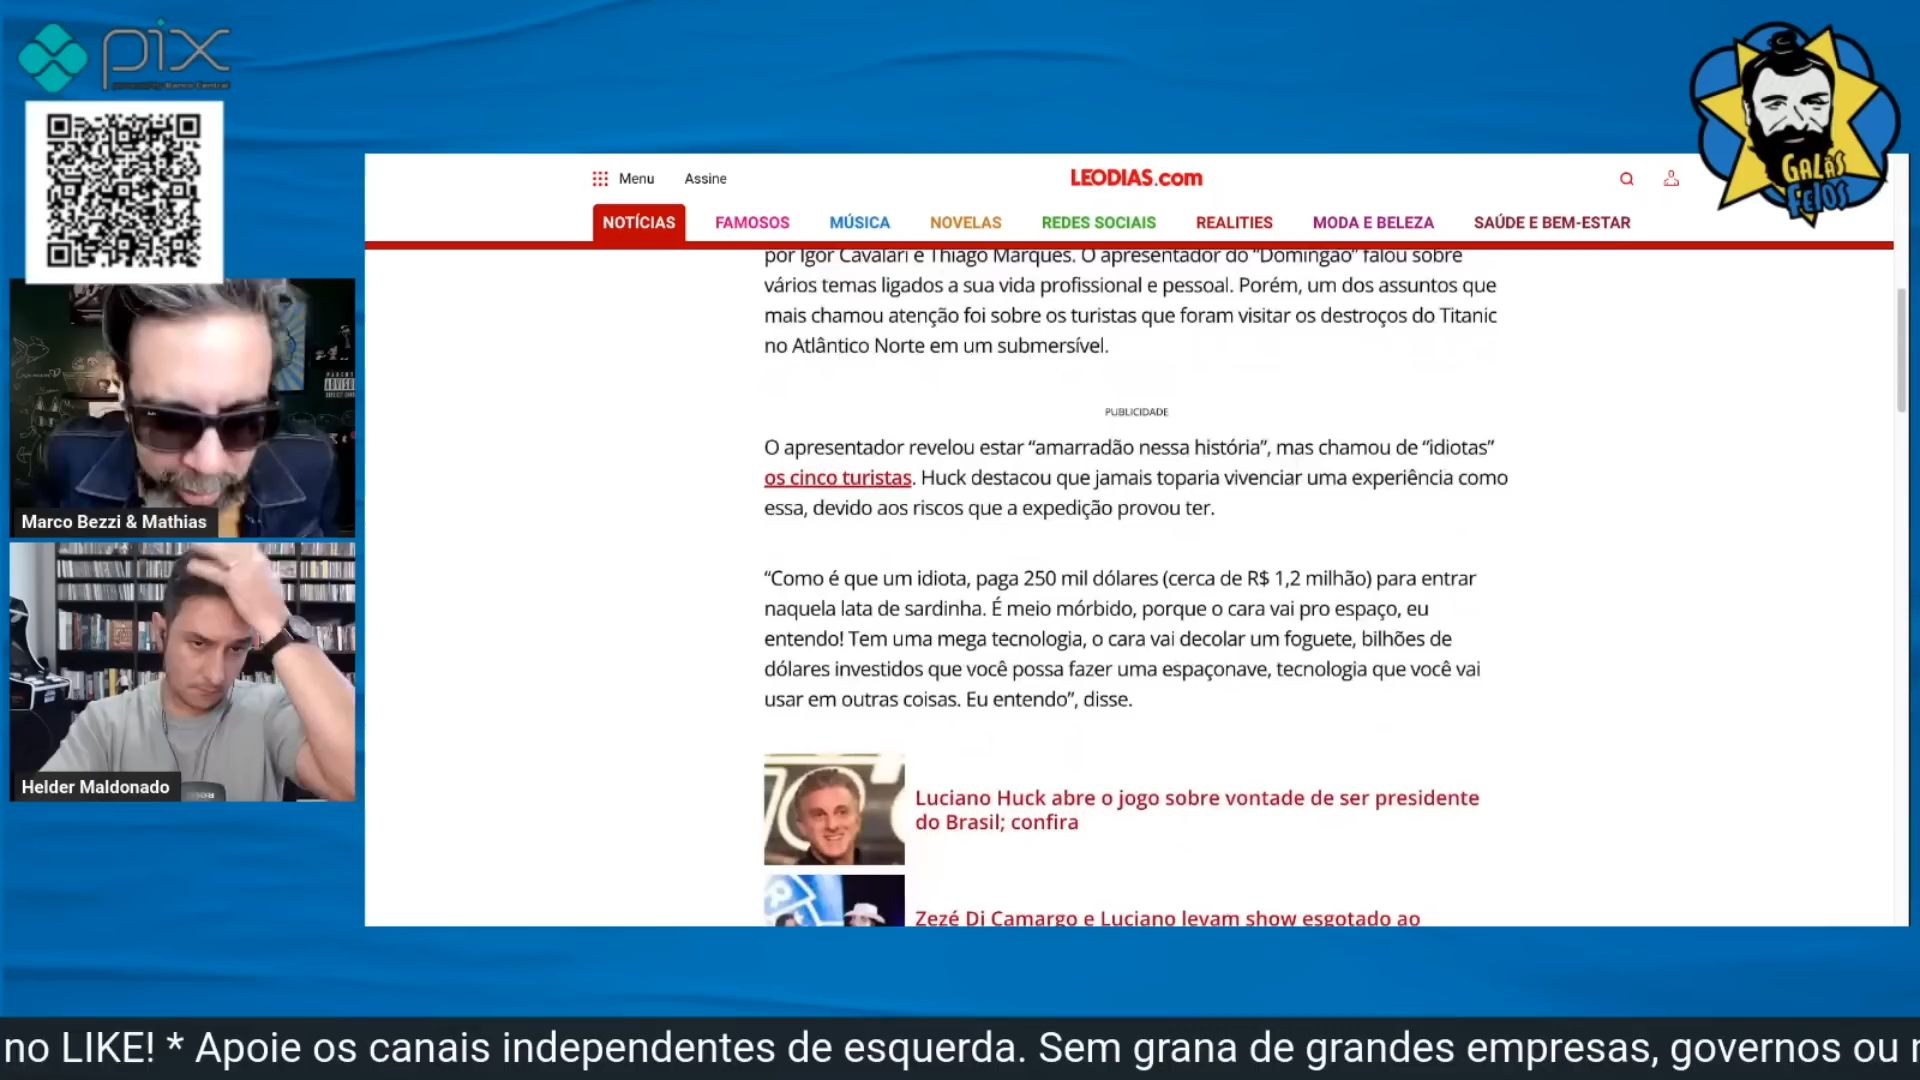 pix
powered by Banco Central
GALÃS
FEIOS
Menu
Assine
LEODIAS.com
NOTÍCIAS
FAMOSOS
MÚSICA
NOVELAS
REDES SOCIAIS
REALITIES
MODA E BELEZA
SAÚDE E BEM-ESTAR
por Igor Cavalari e Thiago Marques. O apresentador do “Domingão” falou sobre
vários temas ligados a sua vida profissional e pessoal. Porém, um dos assuntos que
mais chamou atenção foi sobre os turistas que foram visitar os destroços do Titanic
no Atlântico Norte em um submersível.
PUBLICIDADE
O apresentador revelou estar “amarradão nessa história”, mas chamou de “idiotas”
os cinco turistas. Huck destacou que jamais toparia vivenciar uma experiência como
essa, devido aos riscos que a expedição provou ter.
“Como é que um idiota, paga 250 mil dólares (cerca de R$ 1,2 milhão) para entrar
naquela lata de sardinha. É meio mórbido, porque o cara vai pro espaço, eu
entendo! Tem uma mega tecnologia, o cara vai decolar um foguete, bilhões de
dólares investidos que você possa fazer uma espaçonave, tecnologia que você vai
usar em outras coisas. Eu entendo”, disse.
Luciano Huck abre o jogo sobre vontade de ser presidente
do Brasil; confira
Zezé Di Camargo e Luciano levam show esgotado ao
Marco Bezzi & Mathias
Helder Maldonado
no LIKE! * Apoie os canais independentes de esquerda. Sem grana de grandes empresas, governos ou